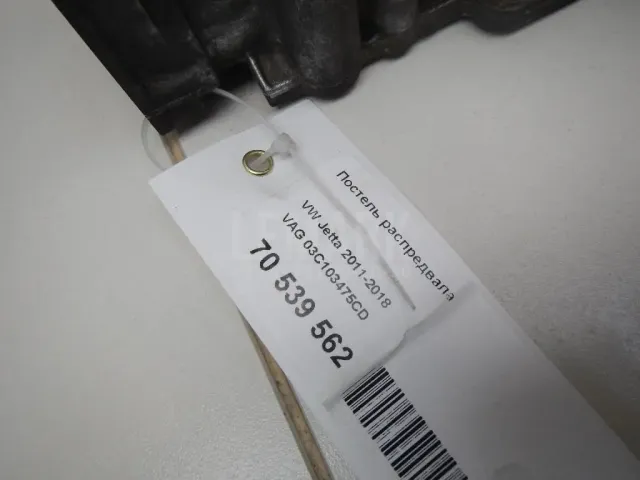 Постель распредвала
VW Jetta 2011-2018
VAG 03C103475CD
70 539 562